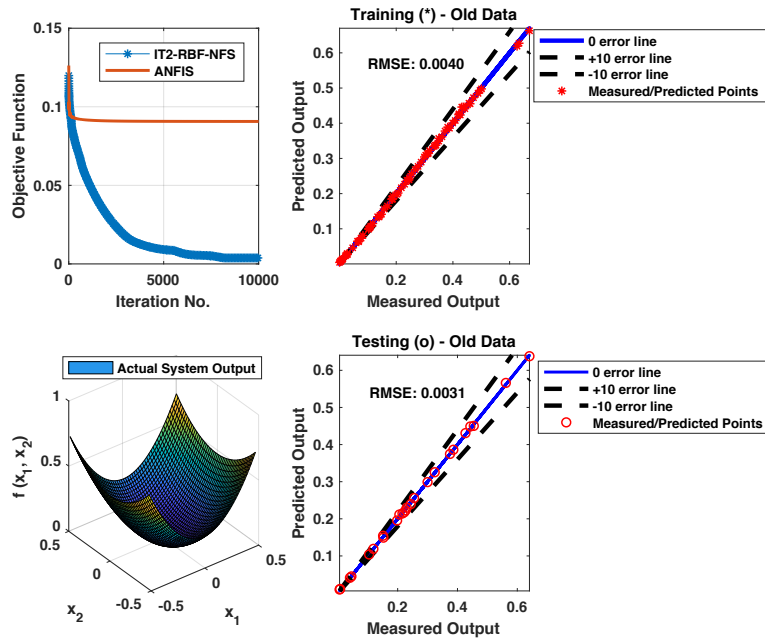 0.15
0.1
0.05
0
Objective Function
IT2-RBF-NFS
ANFIS
0
5000
10000
Iteration No.
Training (*) - Old Data
0.6
0.5
0.4
0.3
0.2
0.1
Predicted Output
RMSE: 0.0040
0.2
0.4
0.6
Measured Output
0 error line
+10 error line
-10 error line
Measured/Predicted Points
Actual System Output
1
0.5
0
f (x1, x2)
0.5
0
-0.5
x2
-0.5
0
0.5
x1
Testing (o) - Old Data
0.6
0.5
0.4
0.3
0.2
0.1
Predicted Output
RMSE: 0.0031
0.2
0.4
0.6
Measured Output
0 error line
+10 error line
-10 error line
Measured/Predicted Points